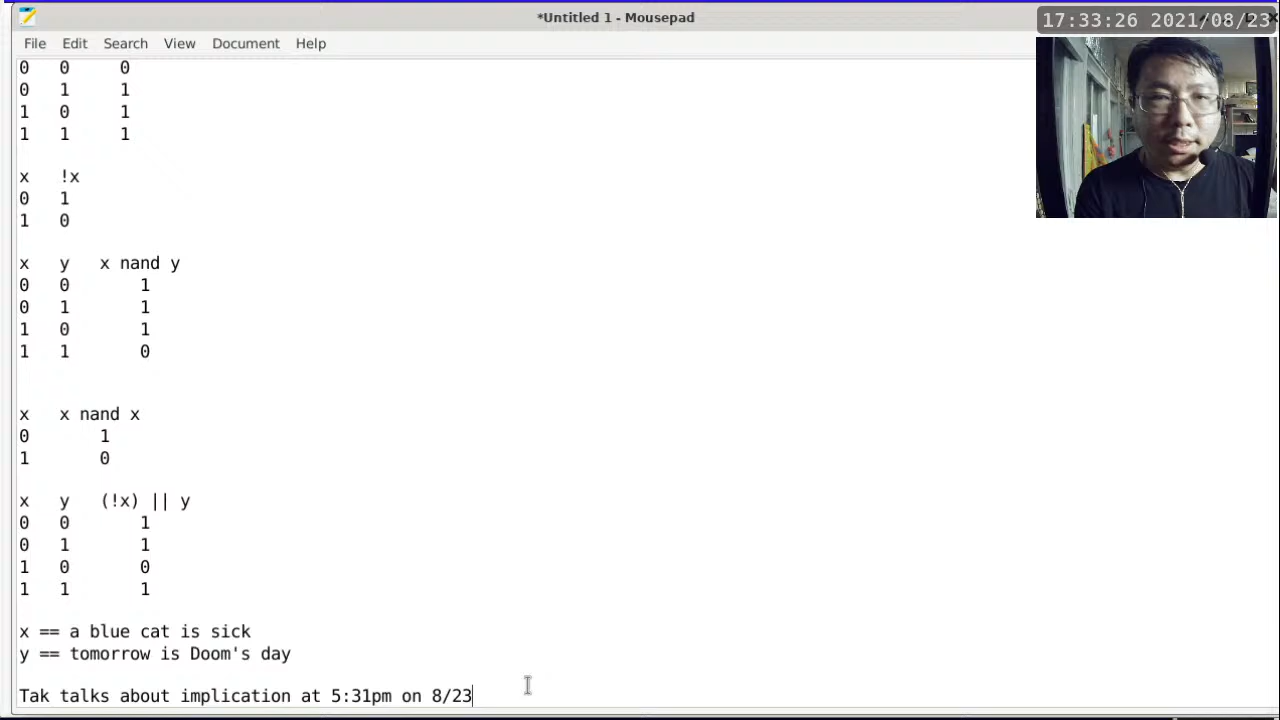 *Untitled 1 - Mousepad
17:33:26 2021/08/23
File Edit Search View Document Help
0 0 0
0 1 1
1 0 1
1 1 1
x !x
0 1
1 0
x y x nand y
0 0 1
0 1 1
1 0 1
1 1 0
x x nand x
0 1
1 0
x y (!x) || y
0 0 1
0 1 1
1 0 0
1 1 1
x == a blue cat is sick
y == tomorrow is Doom's day
Tak talks about implication at 5:31pm on 8/23